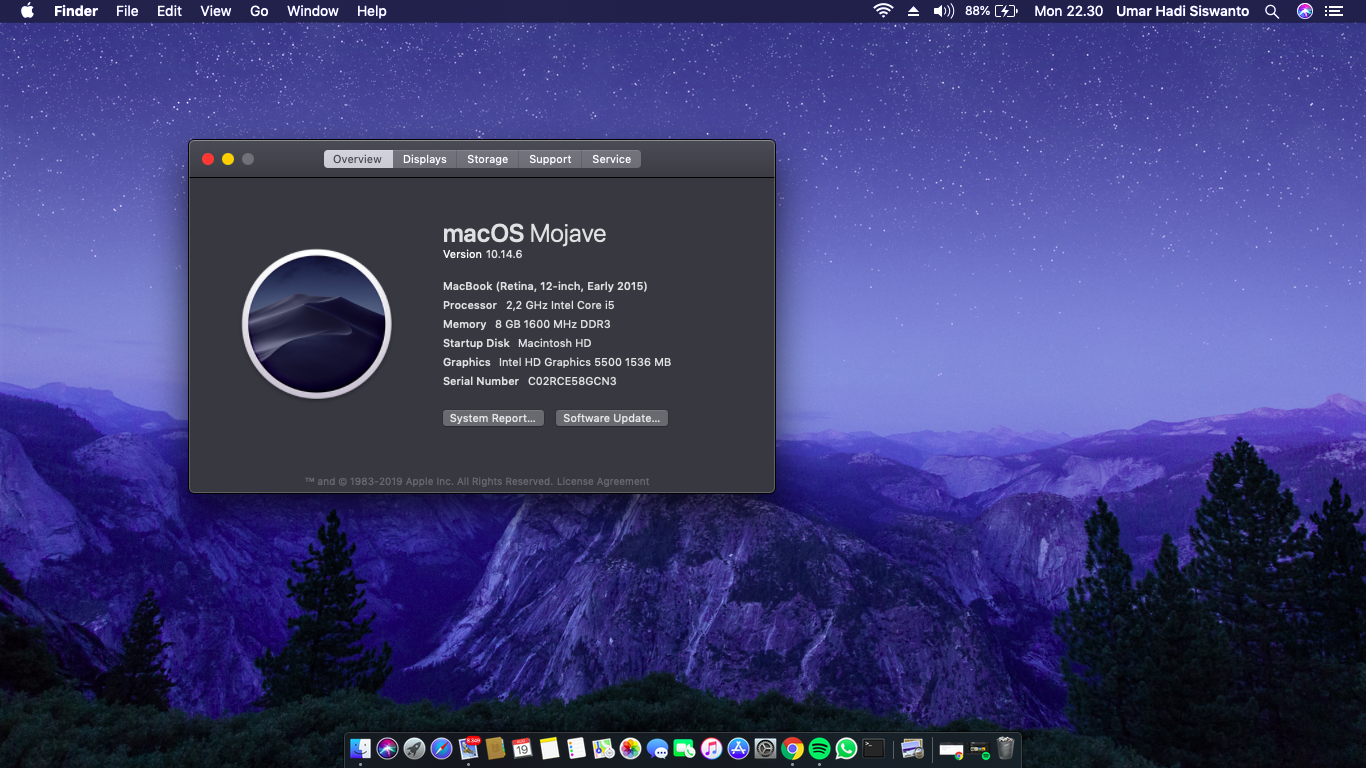 Finder File Edit View Go Window Help 88% Mon 22.30 Umar Hadi Siswanto
Overview Displays Storage Support Service
macOS Mojave
Version 10.14.6
MacBook (Retina, 12-inch, Early 2015)
Processor 2,2 GHz Intel Core i5
Memory 8 GB 1600 MHz DDR3
Startup Disk Macintosh HD
Graphics Intel HD Graphics 5500 1536 MB
Serial Number C02RCE58GCN3
System Report... Software Update...
™ and © 1983-2019 Apple Inc. All Rights Reserved. License Agreement
19